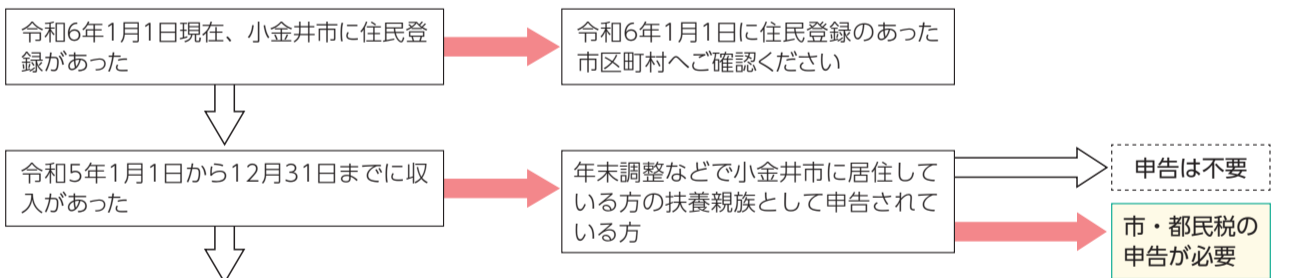 令和6年1月1日現在、小金井市に住民登
録があった
令和6年1月1日に住民登録のあった
市区町村へご確認ください
令和5年1月1日から12月31日までに収
入があった
年末調整などで小金井市に居住して
いる方の扶養親族として申告されて
いる方
申告は不要
市・都民税の
申告が必要